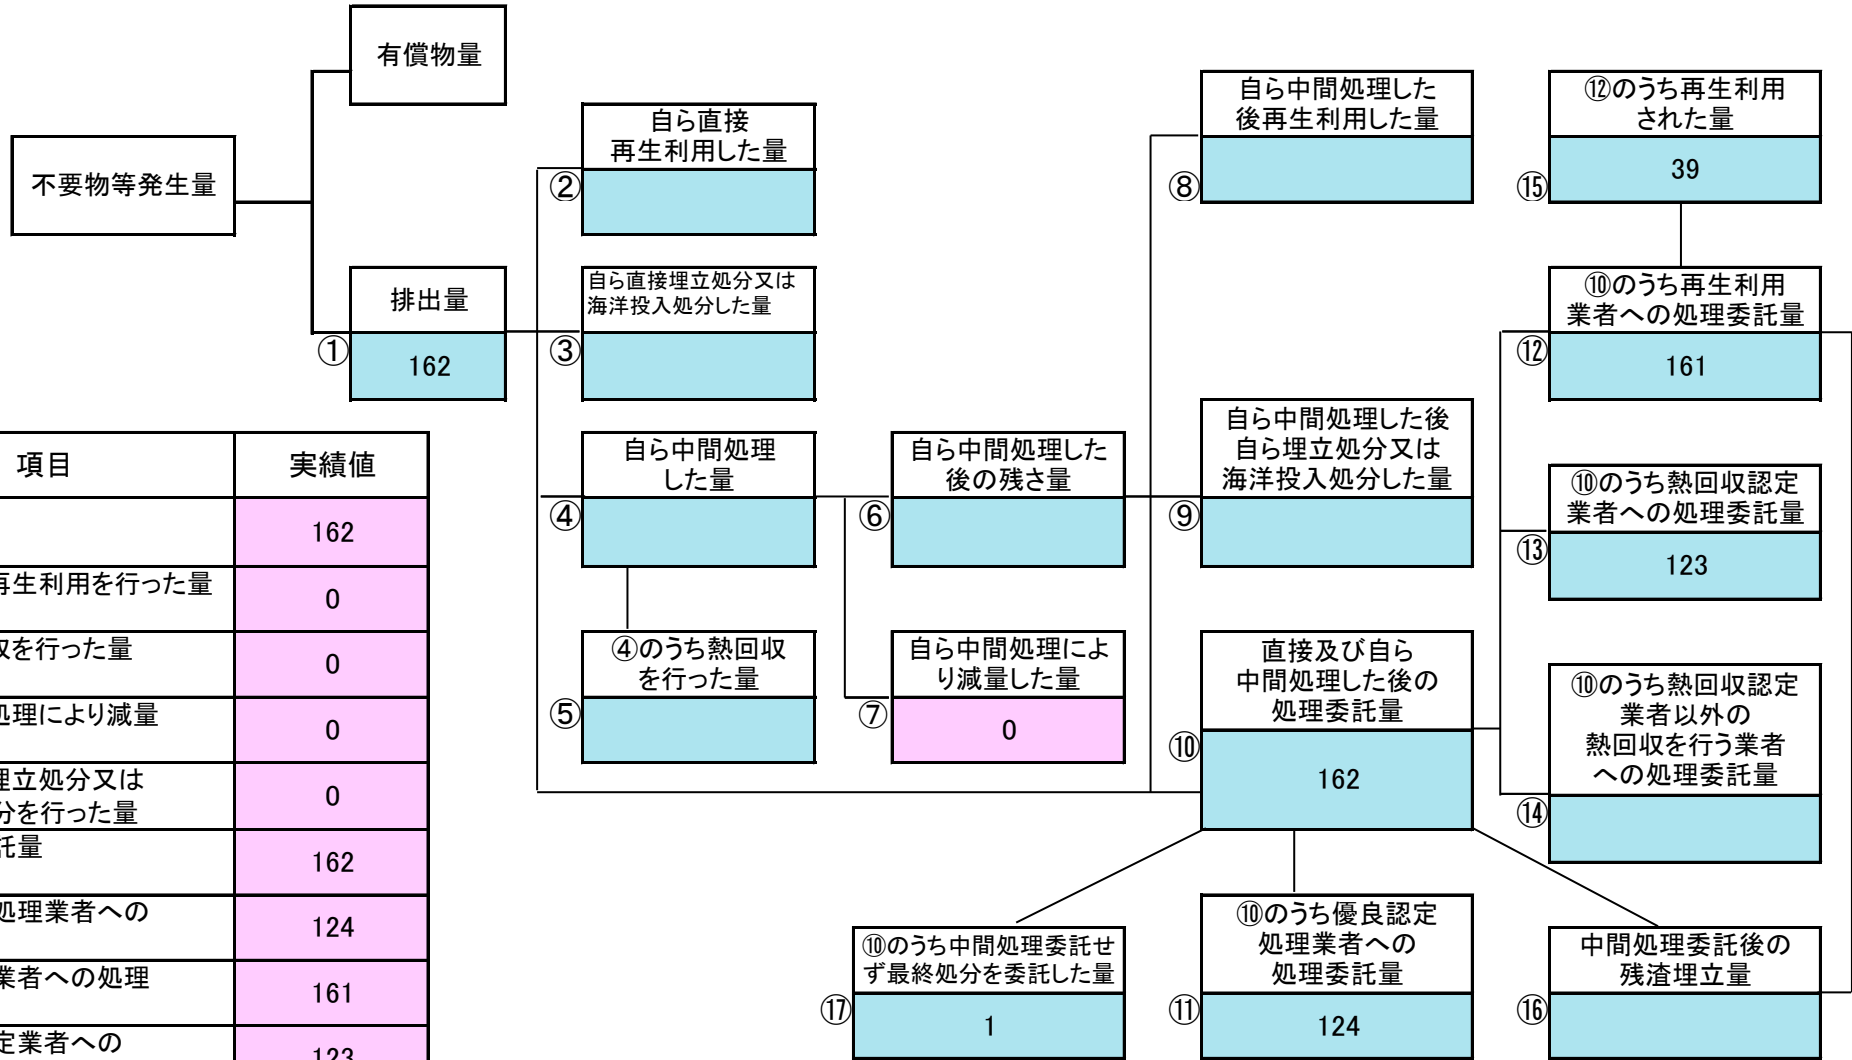 有償物量
不要物等発生量
排出量
①
162
自ら直接
再生利用した量
②
自ら直接埋立処分又は
海洋投入処分した量
③
自ら中間処理
した量
④
④のうち熱回収
を行った量
⑤
自ら中間処理した
後の残さ量
⑥
自ら中間処理によ
り減量した量
⑦
0
自ら中間処理した
後再生利用した量
⑧
自ら中間処理した後
自ら埋立処分又は
海洋投入処分した量
⑨
直接及び自ら
中間処理した後の
処理委託量
⑩
162
⑫のうち再生利用
された量
⑮
39
⑩のうち再生利用
業者への処理委託量
⑫
161
⑩のうち熱回収認定
業者への処理委託量
⑬
123
⑩のうち熱回収認定
業者以外の
熱回収を行う業者
への処理委託量
⑭
⑩のうち中間処理委託せ
ず最終処分を委託した量
⑰
1
⑩のうち優良認定
処理業者への
処理委託量
⑪
124
中間処理委託後の
残渣埋立量
⑯
項目 実績値
162
再生利用を行った量 0
を行った量 0
処理により減量 0
埋立処分又は
分を行った量 0
託量 162
処理業者への 124
業者への処理 161
定業者への 123